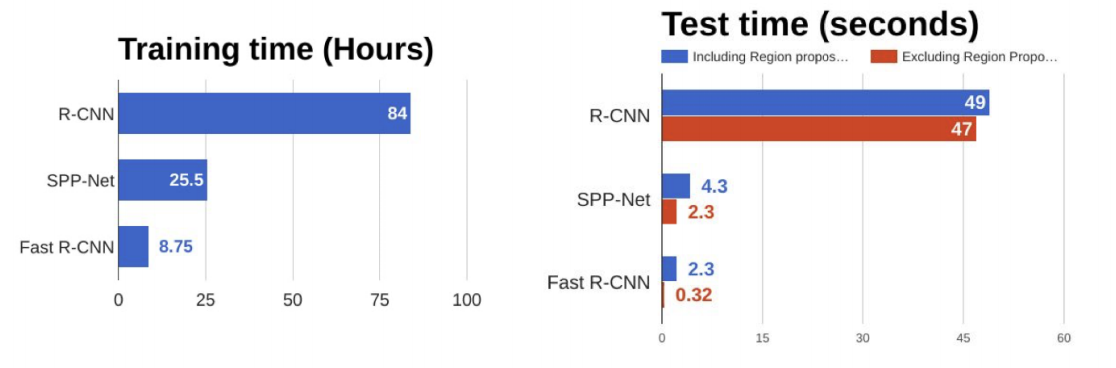 Training time (Hours)
R-CNN 84
SPP-Net 25.5
Fast R-CNN 8.75
0 25 50 75 100
Test time (seconds)
Including Region propos… Excluding Region Propo…
R-CNN 49
47
SPP-Net 4.3
2.3
Fast R-CNN 2.3
0.32
0 15 30 45 60